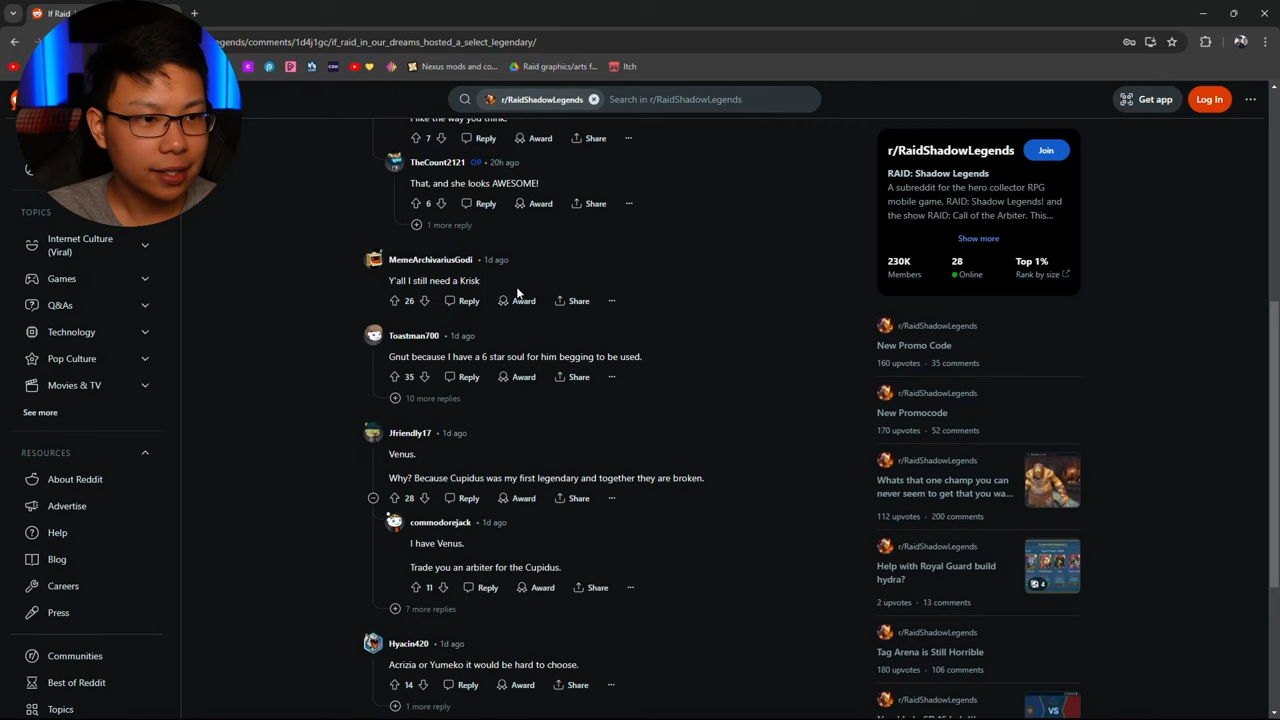 If Raid
egends/comments/1d4j1gc/if_raid_in_our_dreams_hosted_a_select_legendary/
Nexus mods and co...
Raid graphics/arts f...
Itch
r/RaidShadowLegends
Search in r/RaidShadowLegends
Get app
Log In
TOPICS
Internet Culture
(Viral)
Games
Q&As
Technology
Pop Culture
Movies & TV
See more
RESOURCES
About Reddit
Advertise
Help
Blog
Careers
Press
Communities
Best of Reddit
Topics
I like the way you think.
7 Reply Award Share
TheCount2121 OP • 20h ago
That, and she looks AWESOME!
6 Reply Award Share
1 more reply
MemeArchivariusGodi • 1d ago
Y'all I still need a Krisk
26 Reply Award Share
Toastman700 • 1d ago
Gnut because I have a 6 star soul for him begging to be used.
35 Reply Award Share
10 more replies
Jfriendly17 • 1d ago
Venus.
Why? Because Cupidus was my first legendary and together they are broken.
28 Reply Award Share
commodorejack • 1d ago
I have Venus.
Trade you an arbiter for the Cupidus.
11 Reply Award Share
7 more replies
Hyacin420 • 1d ago
Acrizia or Yumeko it would be hard to choose.
14 Reply Award Share
1 more reply
r/RaidShadowLegends
Join
RAID: Shadow Legends
A subreddit for the hero collector RPG
mobile game, RAID: Shadow Legends! and
the show RAID: Call of the Arbiter. This...
Show more
230K 28 Top 1%
Members Online Rank by size
r/RaidShadowLegends
New Promo Code
160 upvotes · 35 comments
r/RaidShadowLegends
New Promocode
170 upvotes · 52 comments
r/RaidShadowLegends
Whats that one champ you can
never seem to get that you wa...
112 upvotes · 200 comments
r/RaidShadowLegends
Help with Royal Guard build
hydra?
4
2 upvotes · 13 comments
r/RaidShadowLegends
Tag Arena is Still Horrible
180 upvotes · 106 comments
r/RaidShadowLegends
VS